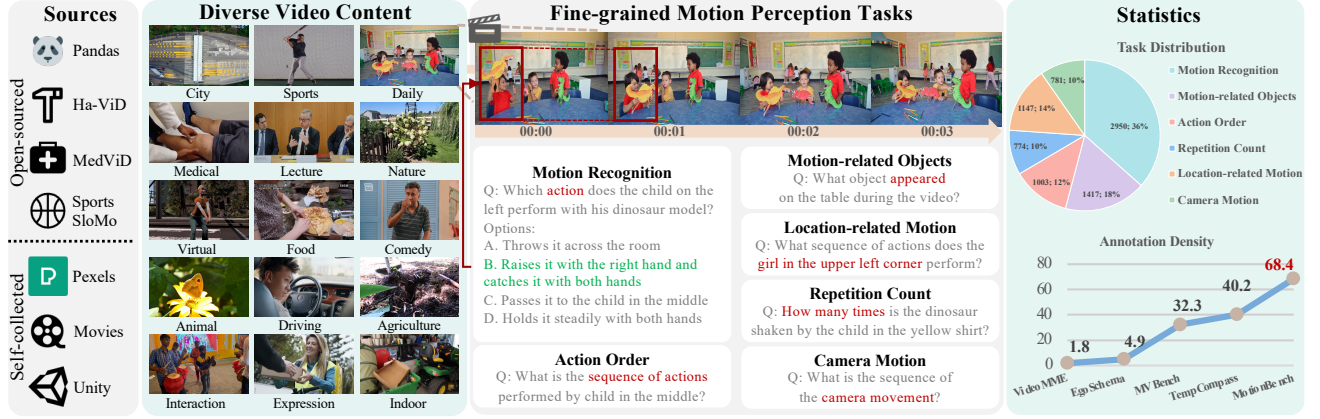 Sources
Open-sourced
Pandas
Ha-ViD
MedViD
Sports
SloMo
Self-collected
Pexels
Movies
Unity
Diverse Video Content
City
Sports
Daily
Medical
Lecture
Nature
Virtual
Food
Comedy
Animal
Driving
Agriculture
Interaction
Expression
Indoor
Fine-grained Motion Perception Tasks
00:00
00:01
00:02
00:03
Motion Recognition
Q: Which action does the child on the
left perform with his dinosaur model?
Options:
A. Throws it across the room
B. Raises it with the right hand and
catches it with both hands
C. Passes it to the child in the middle
D. Holds it steadily with both hands
Action Order
Q: What is the sequence of actions
performed by child in the middle?
Motion-related Objects
Q: What object appeared
on the table during the video?
Location-related Motion
Q: What sequence of actions does the
girl in the upper left corner perform?
Repetition Count
Q: How many times is the dinosaur
shaken by the child in the yellow shirt?
Camera Motion
Q: What is the sequence of
the camera movement?
Statistics
Task Distribution
781; 10%
1147; 14%
774; 10%
1003; 12%
1417; 18%
2950; 36%
Motion Recognition
Motion-related Objects
Action Order
Repetition Count
Location-related Motion
Camera Motion
Annotation Density
80
60
40
20
0
1.8
4.9
32.3
40.2
68.4
Video MME
Ego Schema
MV Bench
TempCompass
MotionBench